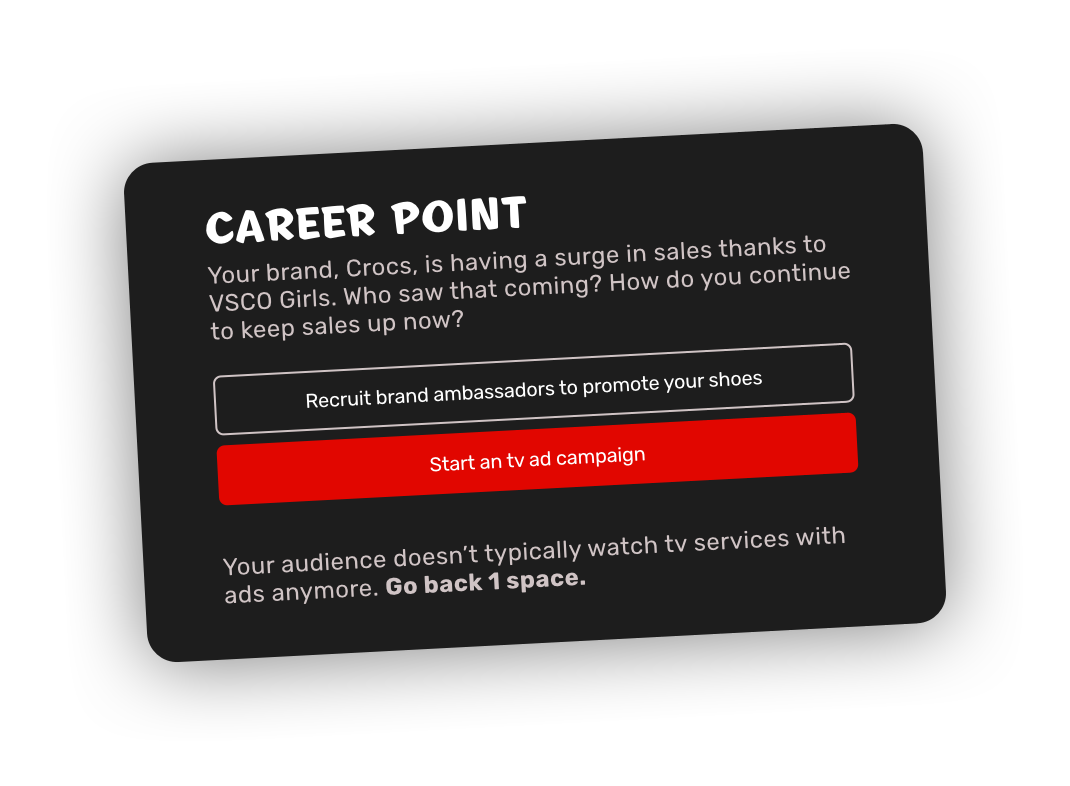 CAREER POINT
Your brand, Crocs, is having a surge in sales thanks to
VSCO Girls. Who saw that coming? How do you continue
to keep sales up now?
Recruit brand ambassadors to promote your shoes
Start an tv ad campaign
Your audience doesn’t typically watch tv services with
ads anymore. Go back 1 space.